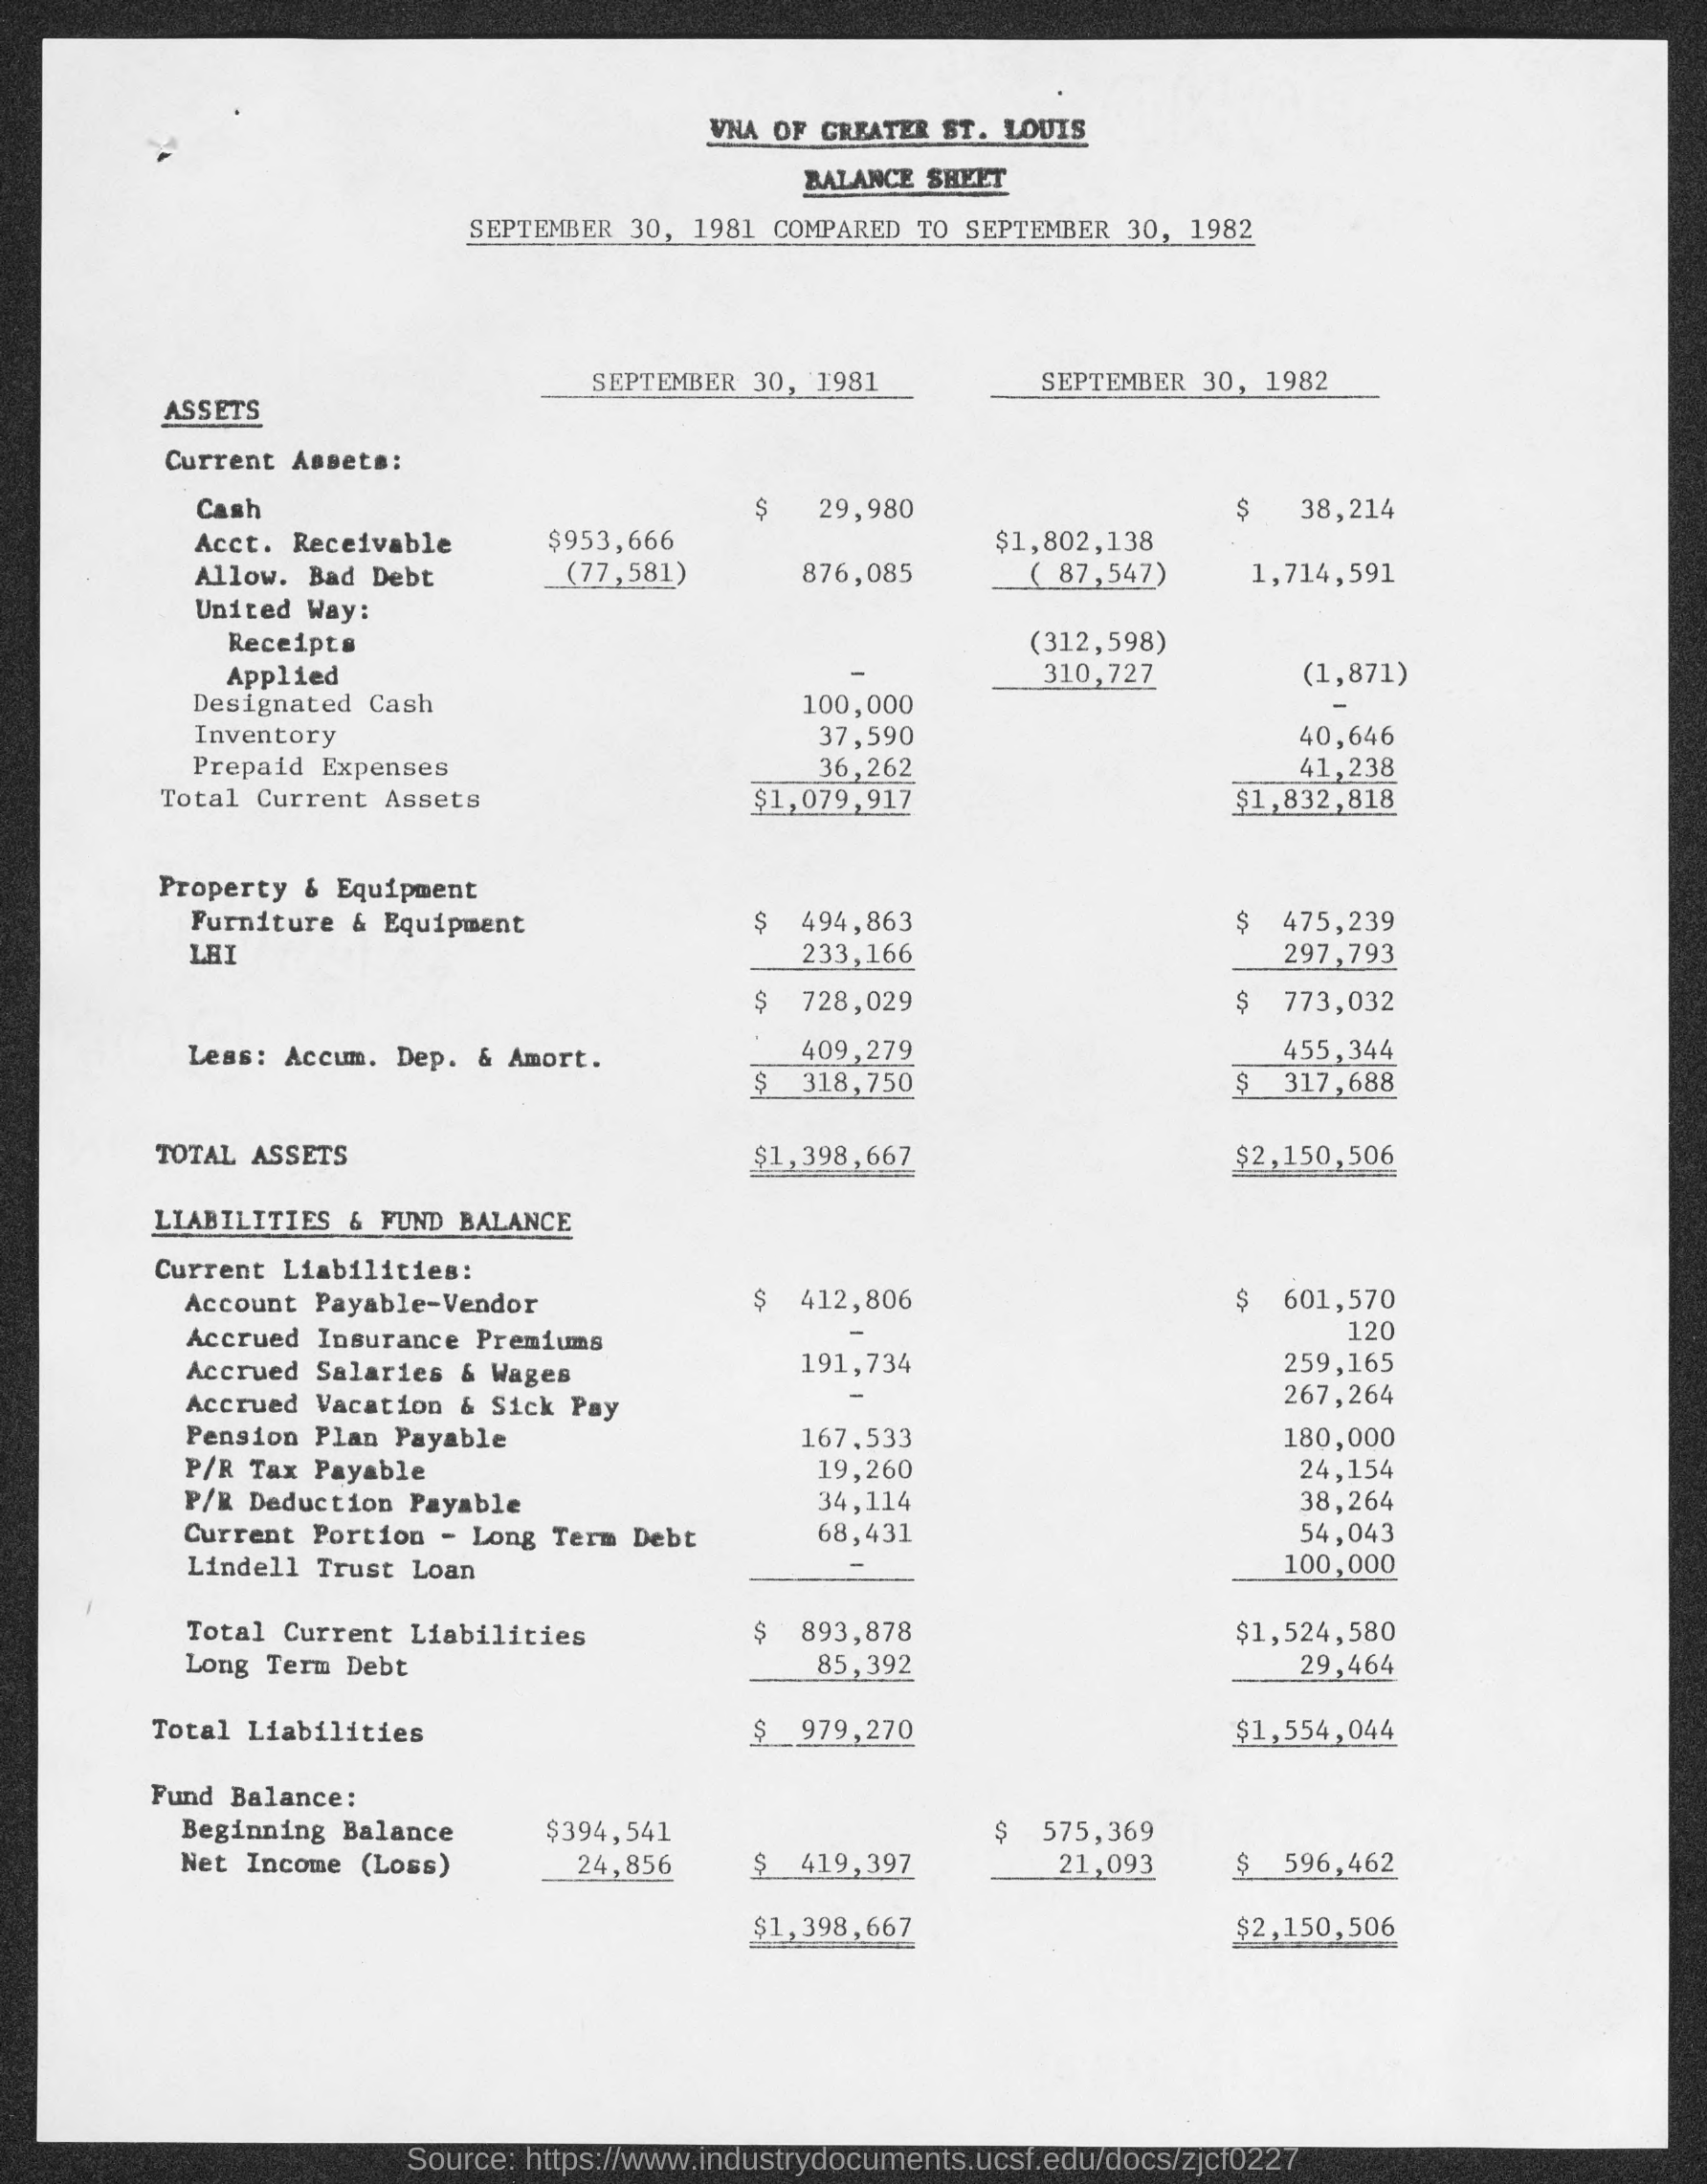 VNA OF GREATER ST. LOUIS
BALANCE SHEET
SEPTEMBER 30, 1981 COMPARED TO SEPTEMBER 30, 1982
SEPTEMBER 30, 1981 SEPTEMBER 30, 1982
ASSETS
Current Assets:
Cash $ 29,980 $ 38,214
Acct. Receivable $953,666 $1,802,138
Allow. Bad Debt (77,581) 876,085 ( 87,547) 1,714,591
United Way:
Receipts (312,598)
Applied - 310,727 (1,871)
Designated Cash 100,000 -
Inventory 37,590 40,646
Prepaid Expenses 36,262 41,238
Total Current Assets $1,079,917 $1,832,818
Property & Equipment
Furniture & Equipment $ 494,863 $ 475,239
LHI 233,166 297,793
$ 728,029 $ 773,032
Less: Accum. Dep. & Amort. 409,279 455,344
$ 318,750 $ 317,688
TOTAL ASSETS $1,398,667 $2,150,506
LIABILITIES & FUND BALANCE
Current Liabilities:
Account Payable-Vendor $ 412,806 $ 601,570
Accrued Insurance Premiums - 120
Accrued Salaries & Wages 191,734 259,165
Accrued Vacation & Sick Pay - 267,264
Pension Plan Payable 167,533 180,000
P/R Tax Payable 19,260 24,154
P/R Deduction Payable 34,114 38,264
Current Portion - Long Term Debt 68,431 54,043
Lindell Trust Loan - 100,000
Total Current Liabilities $ 893,878 $1,524,580
Long Term Debt 85,392 29,464
Total Liabilities $ 979,270 $1,554,044
Fund Balance:
Beginning Balance $394,541 $ 575,369
Net Income (Loss) 24,856 $ 419,397 21,093 $ 596,462
$1,398,667 $2,150,506
Source: https://www.industrydocuments.ucsf.edu/docs/zjcf0227